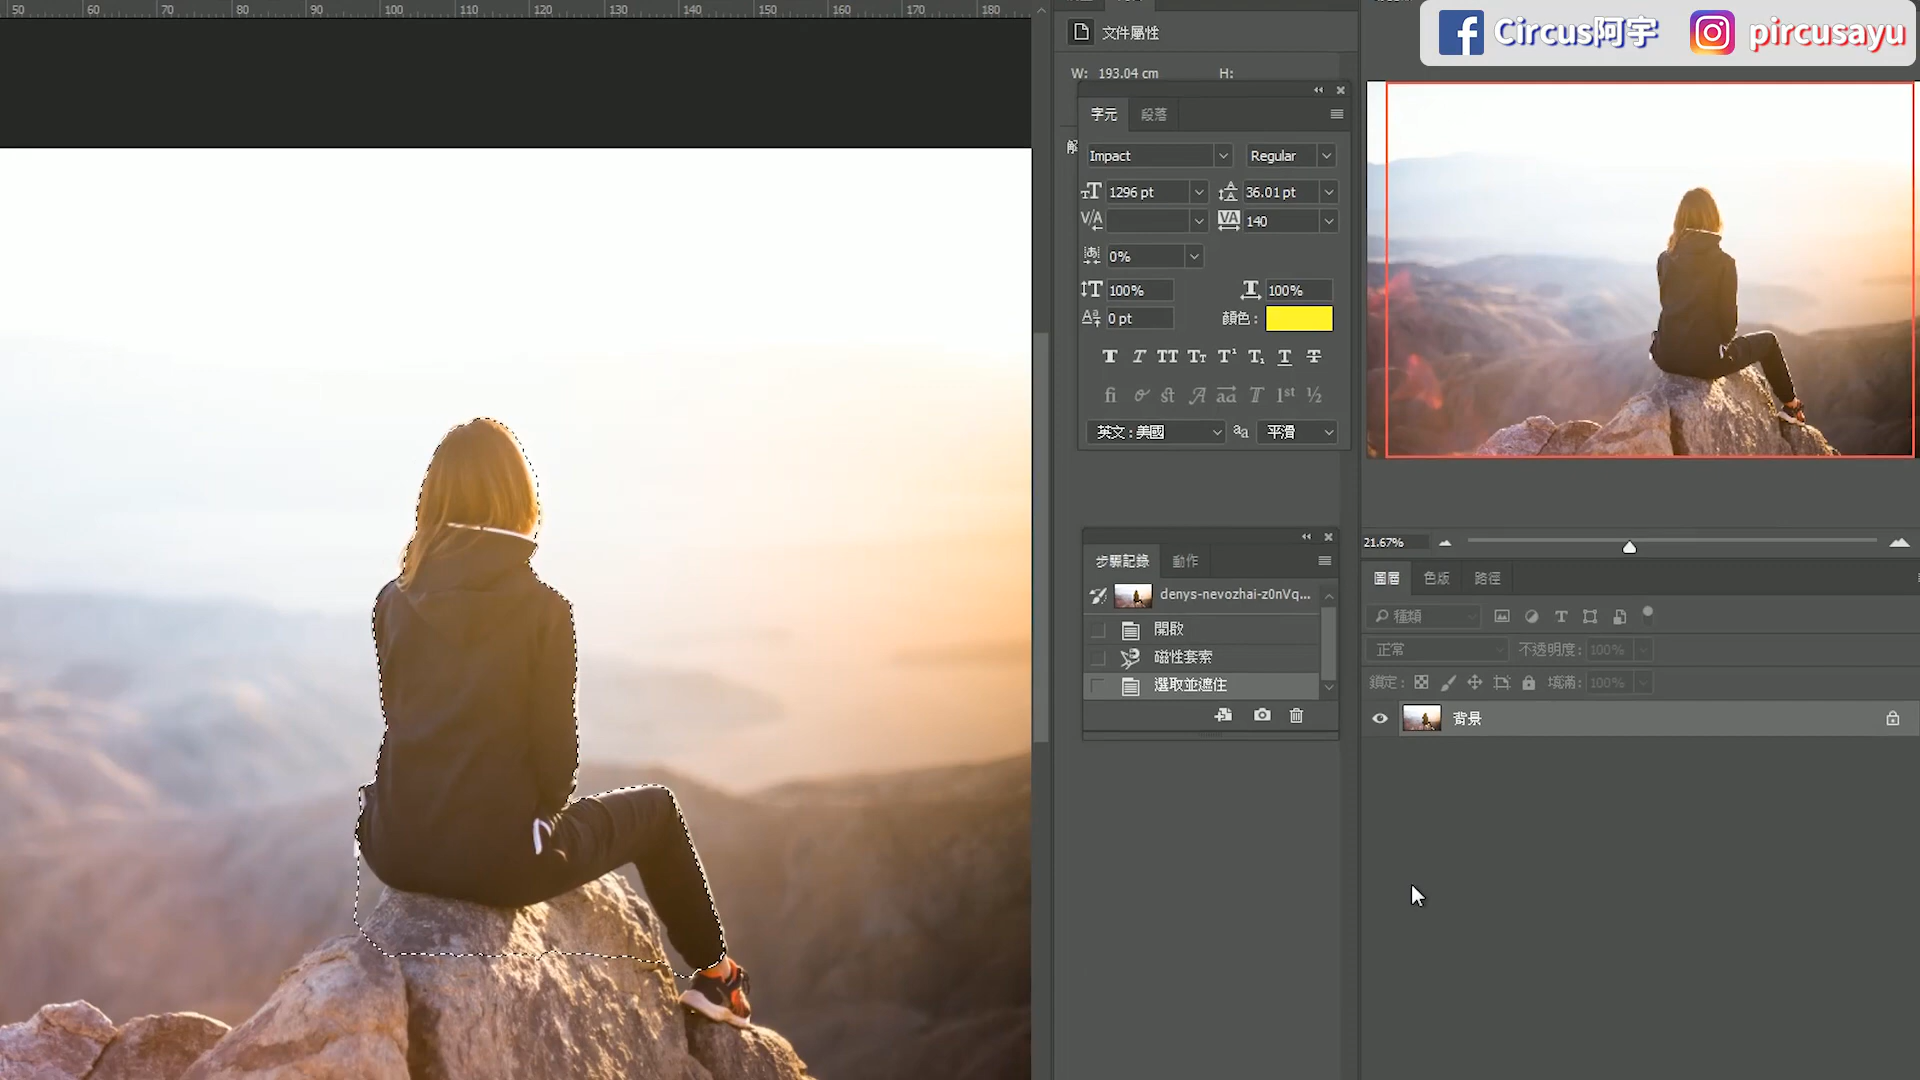 50 60 70 80 90 100 110 120 130 140 150 160 170 180
Circus阿宇 pircusayu
文件屬性
W: 193.04 cm H:
字元 段落
解
Impact Regular
1296 pt 36.01 pt
140
0%
100% 100%
0 pt 顏色：
fi st A aa T 1st ½
英文：美國 aa 平滑
步驟記錄 動作
denys-nevozhai-z0nVq...
開啟
磁性套索
選取並遮住
21.67%
圖層 色版 路徑
種類
正常 不透明度： 100%
鎖定： 填滿： 100%
背景